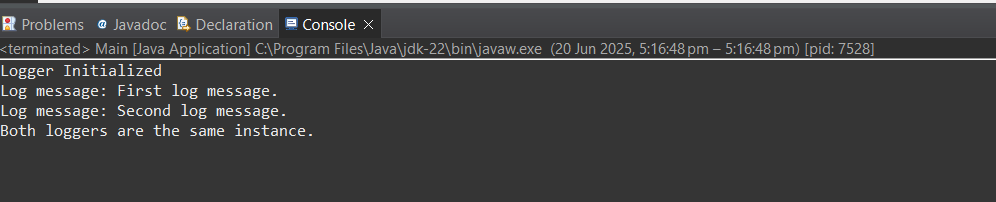 Problems @ Javadoc Declaration Console
<terminated> Main [Java Application] C:\Program Files\Java\jdk-22\bin\javaw.exe (20 Jun 2025, 5:16:48 pm – 5:16:48 pm) [pid: 7528]
Logger Initialized
Log message: First log message.
Log message: Second log message.
Both loggers are the same instance.